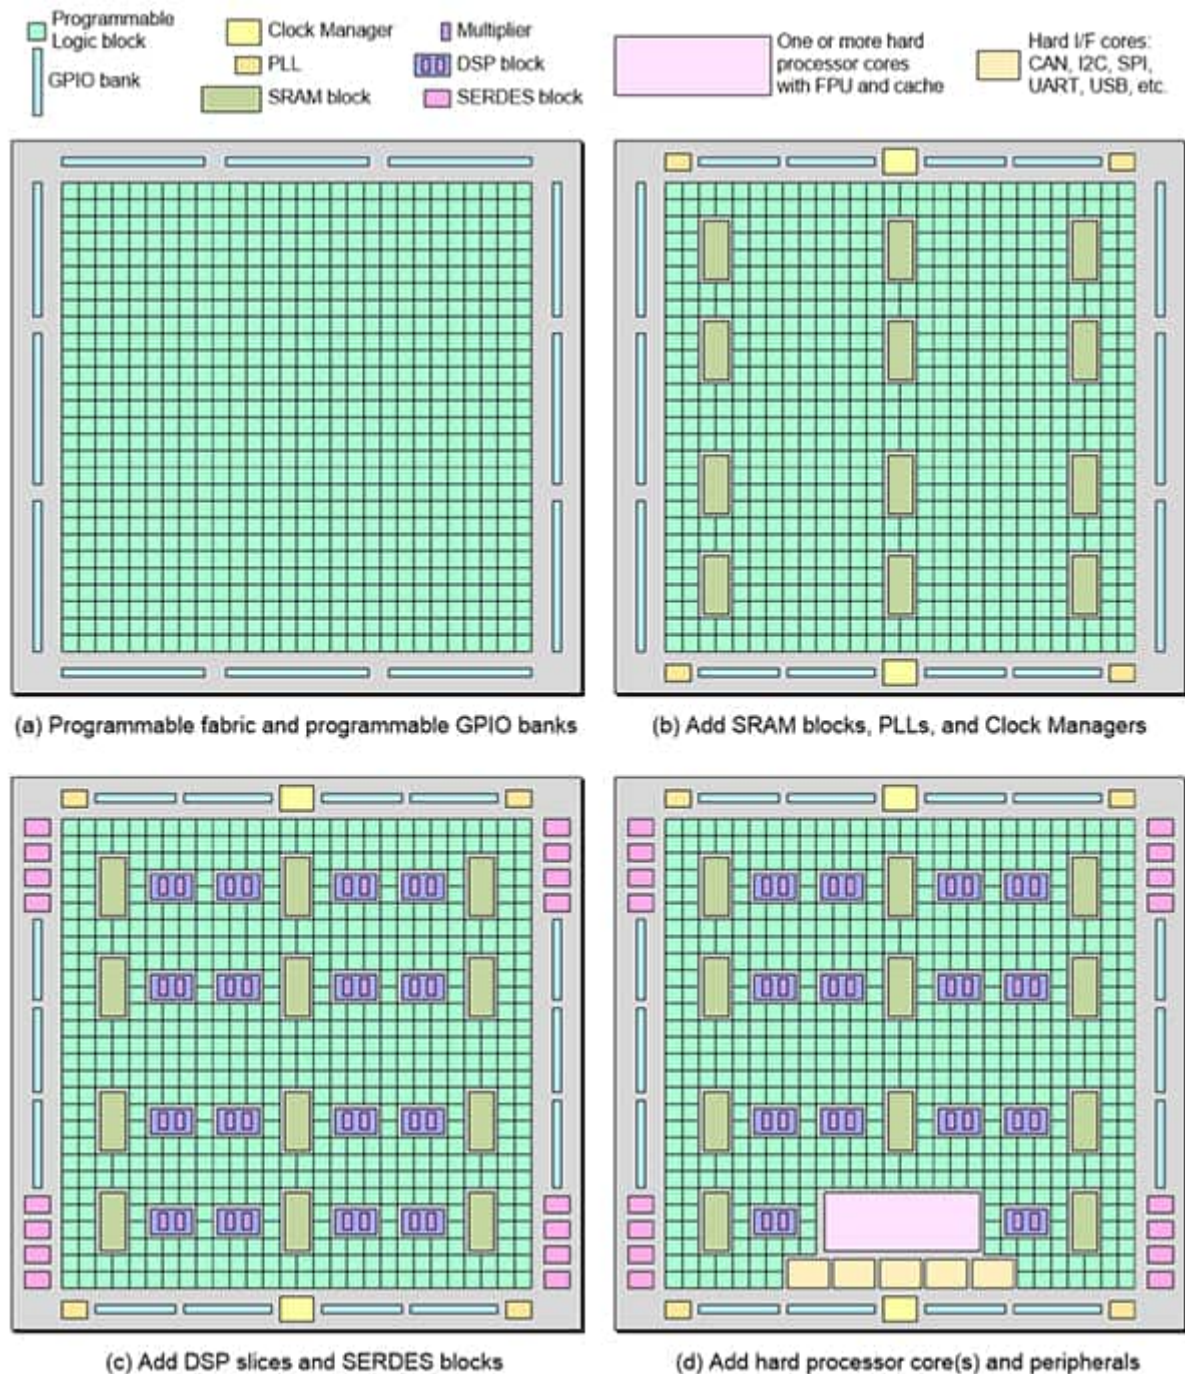 Programmable
Logic block
GPIO bank
Clock Manager
PLL
SRAM block
Multiplier
DSP block
SERDES block
One or more hard
processor cores
with FPU and cache
Hard I/F cores:
CAN, I2C, SPI,
UART, USB, etc.
(a) Programmable fabric and programmable GPIO banks
(b) Add SRAM blocks, PLLs, and Clock Managers
(c) Add DSP slices and SERDES blocks
(d) Add hard processor core(s) and peripherals